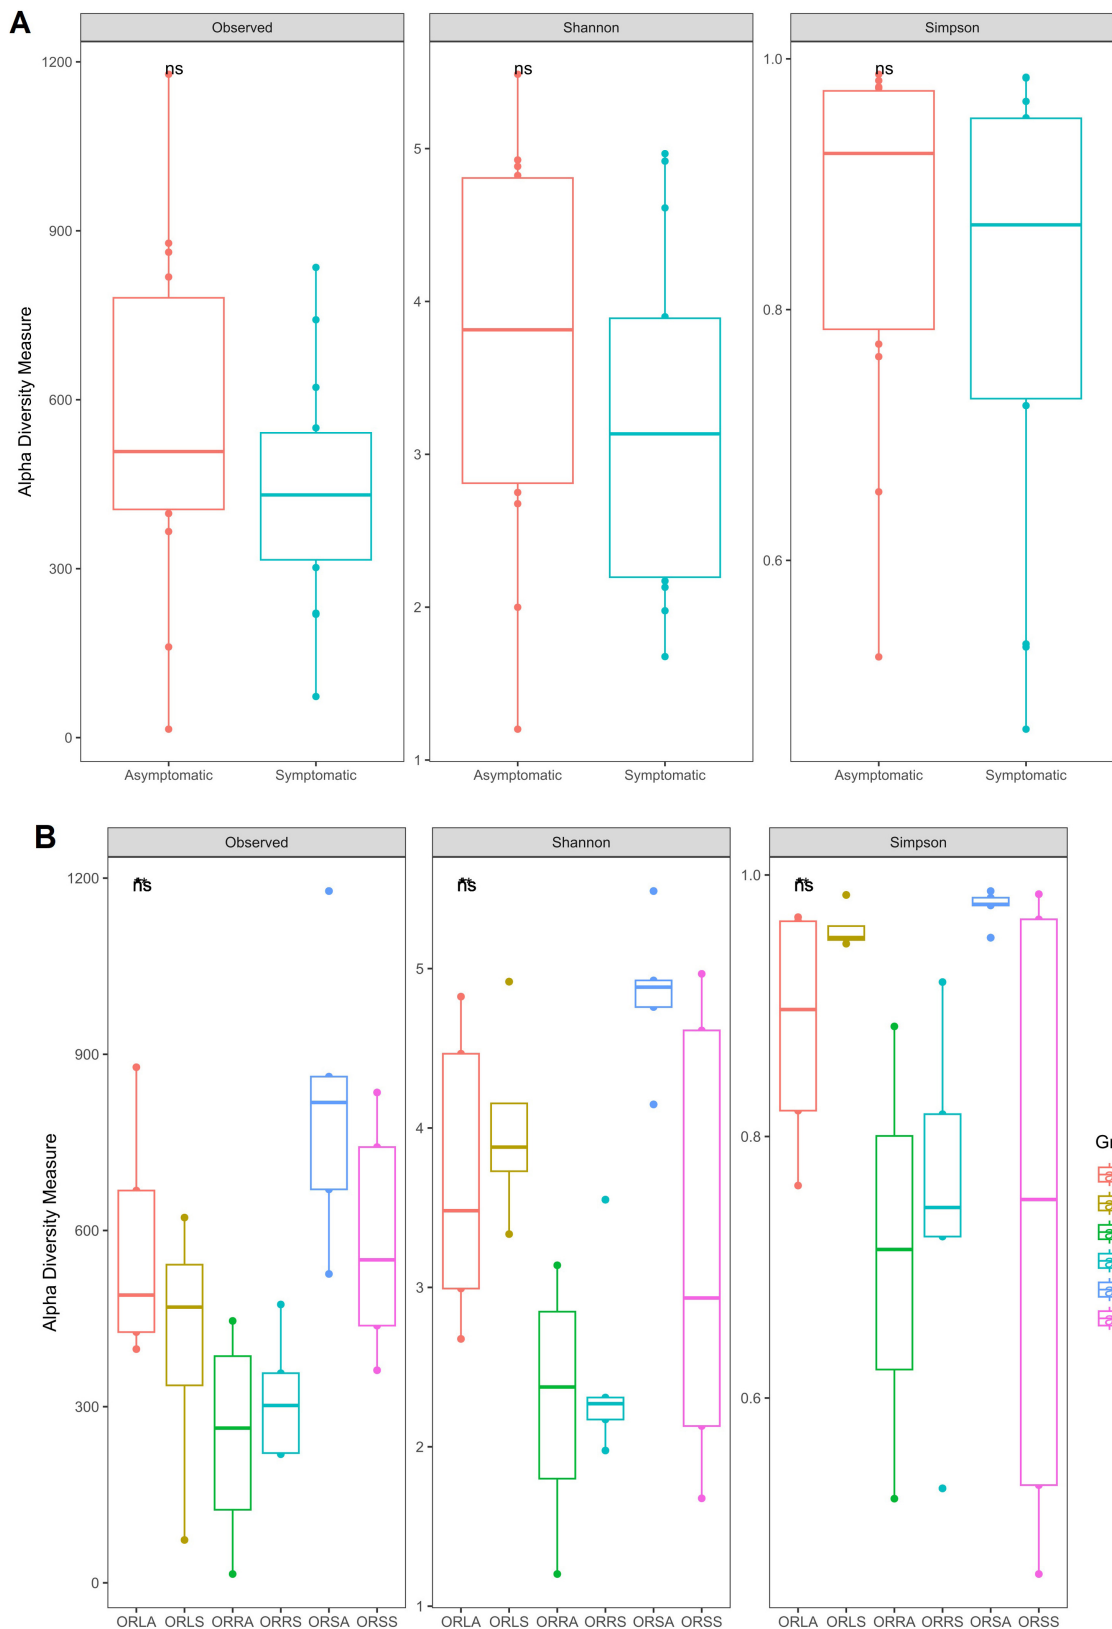 A
Observed
Shannon
Simpson
Alpha Diversity Measure
1200
900
600
300
0
ns
Asymptomatic
Symptomatic
5
4
3
2
1
ns
Asymptomatic
Symptomatic
1.0
0.8
0.6
ns
Asymptomatic
Symptomatic
B
Observed
Shannon
Simpson
Alpha Diversity Measure
1200
900
600
300
0
ns
ORLA ORLS ORRA ORRS ORSA ORSS
5
4
3
2
1
ns
ORLA ORLS ORRA ORRS ORSA ORSS
1.0
0.8
0.6
ns
ORLA ORLS ORRA ORRS ORSA ORSS